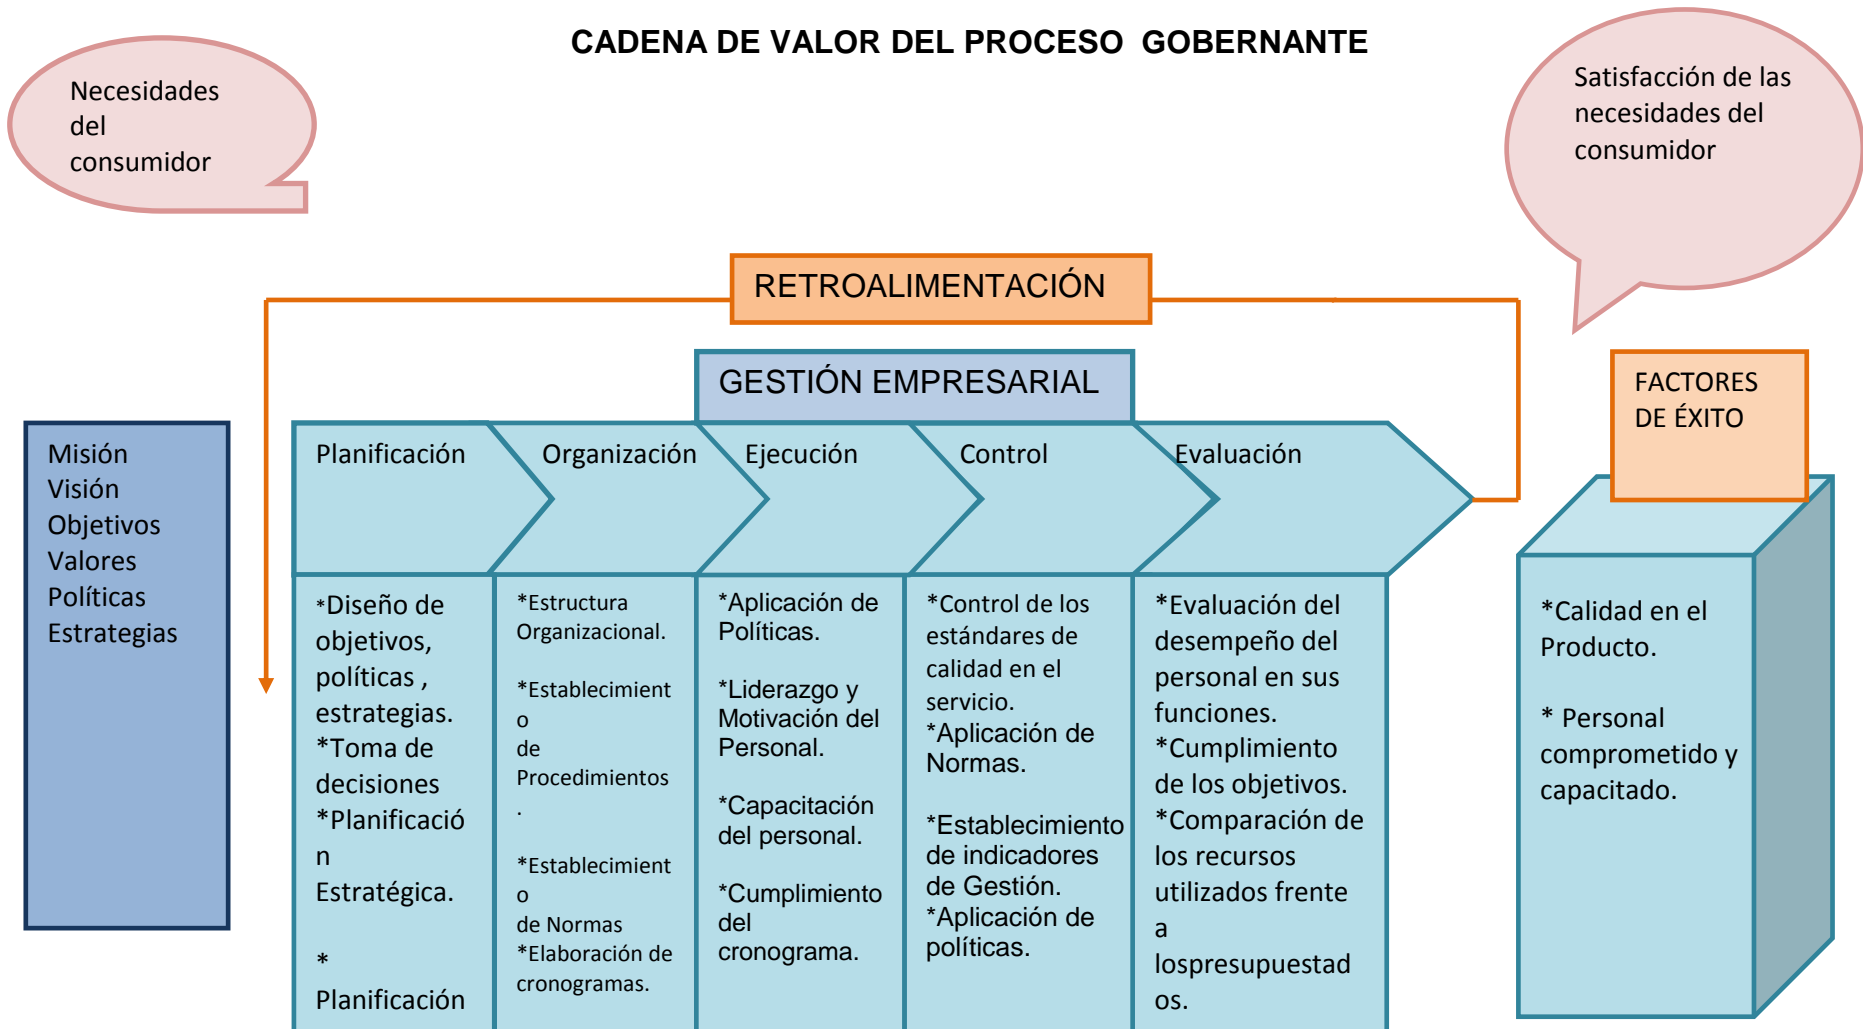 CADENA DE VALOR DEL PROCESO  GOBERNANTE
Necesidades
del
consumidor
Satisfacción de las
necesidades del
consumidor
RETROALIMENTACIÓN
GESTIÓN EMPRESARIAL
FACTORES
DE ÉXITO
Misión
Visión
Objetivos
Valores
Políticas
Estrategias
Planificación
Organización
Ejecución
Control
Evaluación
*Diseño de
objetivos,
políticas ,
estrategias.
*Toma de
decisiones
*Planificació
n
Estratégica.
*
Planificación
*Estructura
Organizacional.
*Establecimient
o
de
Procedimientos
.
*Establecimient
o
de Normas
*Elaboración de
cronogramas.
*Aplicación de
Políticas.
*Liderazgo y
Motivación del
Personal.
*Capacitación
del personal.
*Cumplimiento
del
cronograma.
*Control de los
estándares de
calidad en el
servicio.
*Aplicación de
Normas.
*Establecimiento
de indicadores
de Gestión.
*Aplicación de
políticas.
*Evaluación del
desempeño del
personal en sus
funciones.
*Cumplimiento
de los objetivos.
*Comparación de
los recursos
utilizados frente
a
lospresupuestad
os.
*Calidad en el
Producto.
* Personal
comprometido y
capacitado.